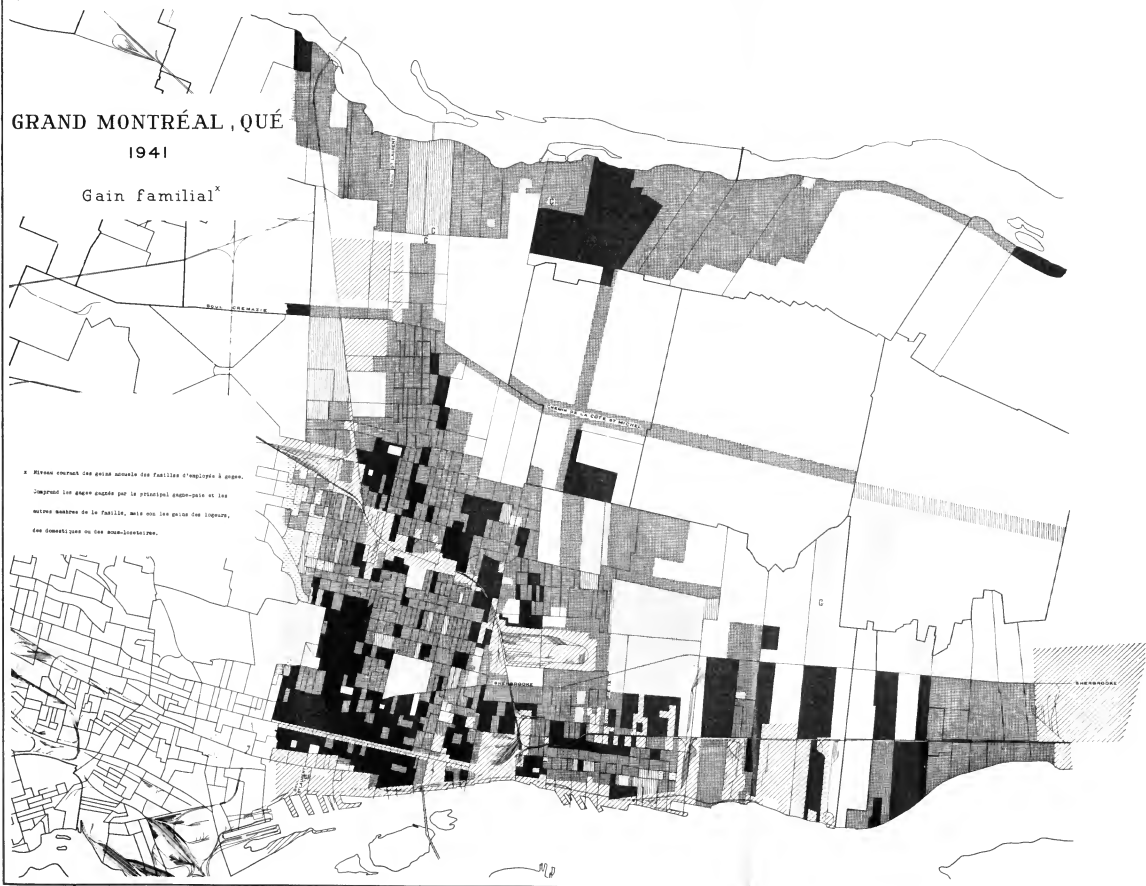 GRAND MONTRÉAL, QUÉ
1941
Gain familial x
BOUL CREMAZIE
C
G
C
CHEMIN DE LA CÔTE ST MICHEL
x Niveau courant des gains annuels des familles d'employés à gages.
Comprend les gages gagnés par le principal gagne-pain et les
autres membres de la famille, mais non les gains des logeurs,
des domestiques ou des sous-locataires.
G
SHERBROOKE
SHERBROOKE